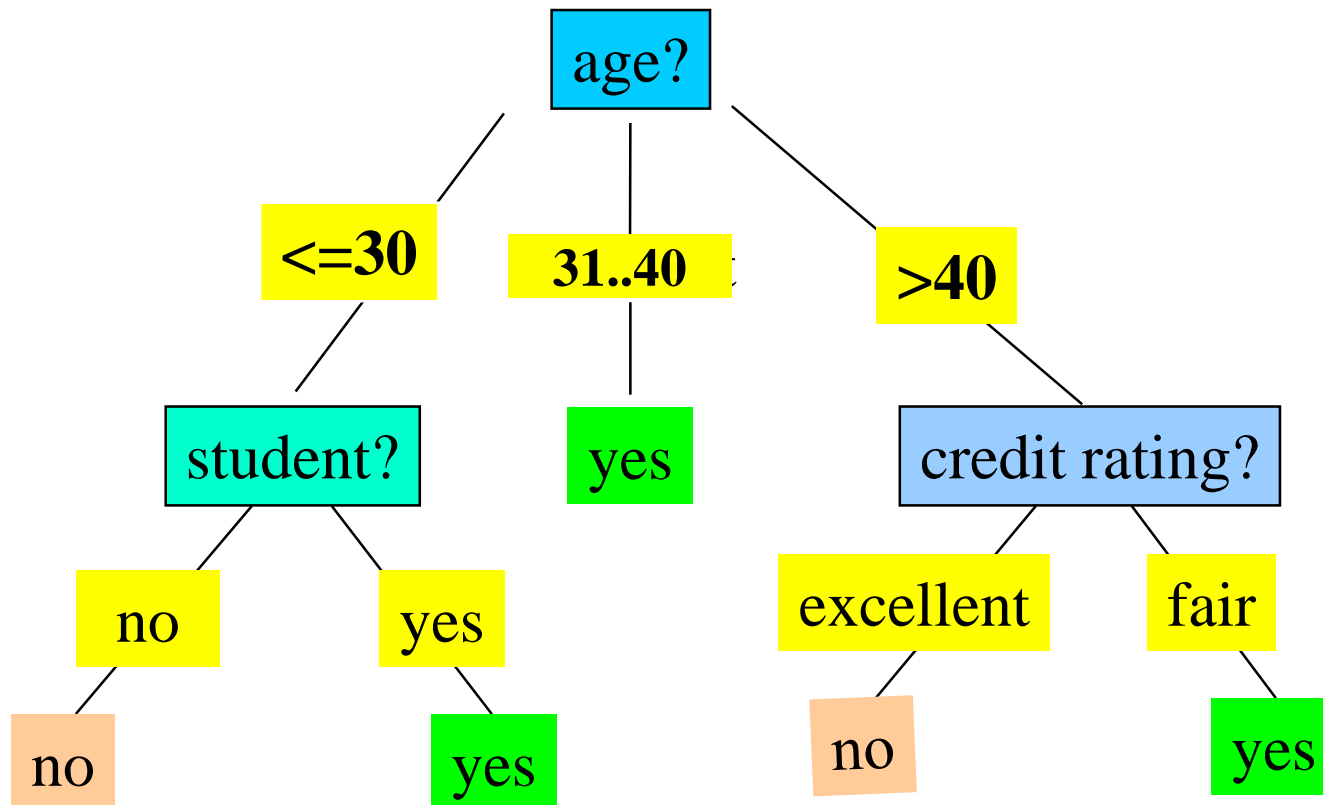 age?
<=30
31..40
>40
student?
yes
credit rating?
no
yes
excellent
fair
no
yes
no
yes